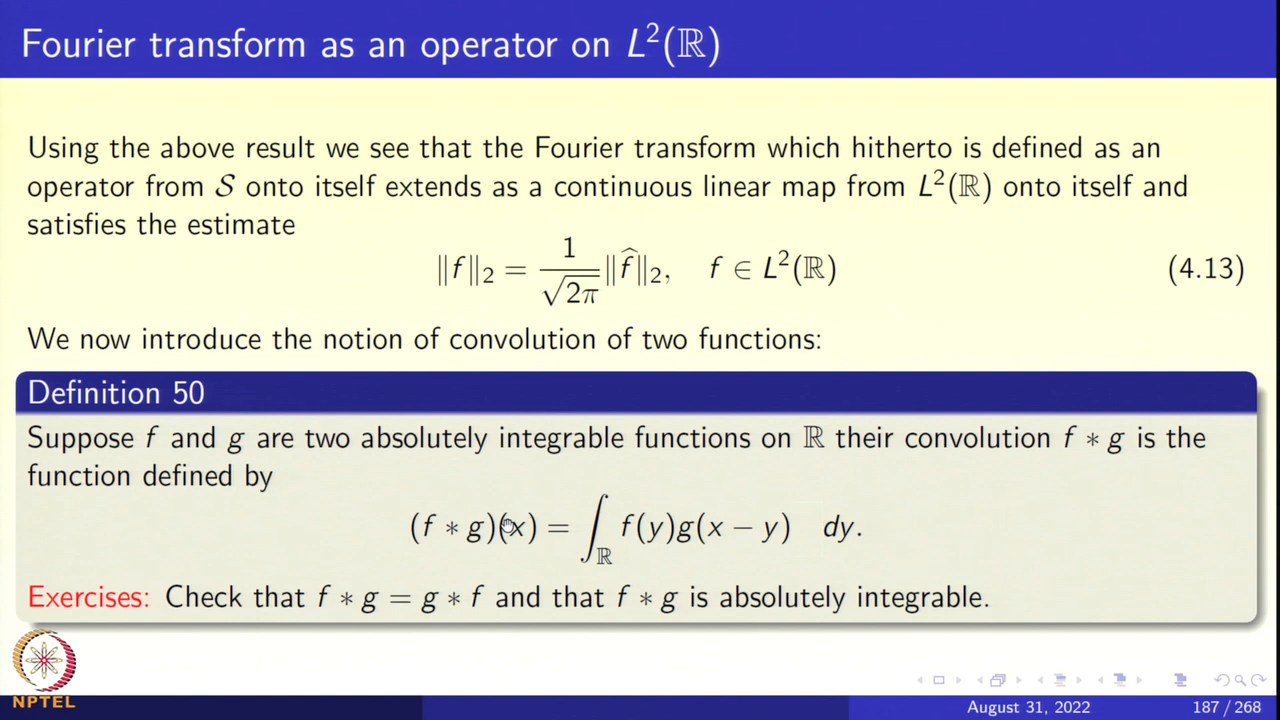 Fourier transform as an operator on L²(ℝ)
Using the above result we see that the Fourier transform which hitherto is defined as an
operator from 𝒮 onto itself extends as a continuous linear map from L²(ℝ) onto itself and
satisfies the estimate
‖f‖₂ = 1/√2π ‖f̂‖₂, f ∈ L²(ℝ) (4.13)
We now introduce the notion of convolution of two functions:
Definition 50
Suppose f and g are two absolutely integrable functions on ℝ their convolution f ∗ g is the
function defined by
(f ∗ g)(x) = ∫_ℝ f(y)g(x − y) dy.
Exercises: Check that f ∗ g = g ∗ f and that f ∗ g is absolutely integrable.
NPTEL
August 31, 2022 187 / 268